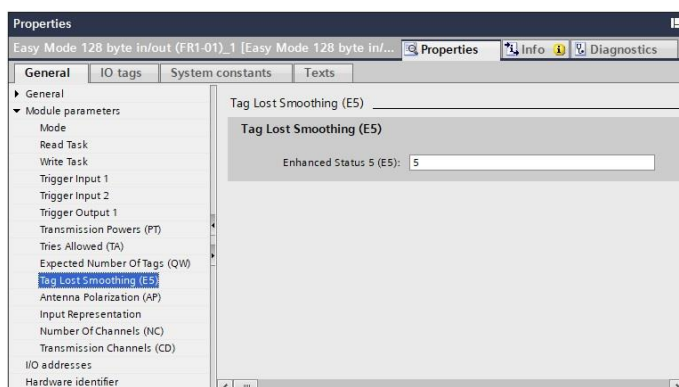 Properties
Easy Mode 128 byte in/out (FR1-01)_1 [Easy Mode 128 byte in/...
Properties
Info
Diagnostics
General
IO tags
System constants
Texts
General
Module parameters
Mode
Read Task
Write Task
Trigger Input 1
Trigger Input 2
Trigger Output 1
Transmission Powers (PT)
Tries Allowed (TA)
Expected Number Of Tags (QW)
Tag Lost Smoothing (E5)
Antenna Polarization (AP)
Input Representation
Number Of Channels (NC)
Transmission Channels (CD)
I/O addresses
Hardware identifier
Tag Lost Smoothing (E5)
Tag Lost Smoothing (E5)
Enhanced Status 5 (E5): 5